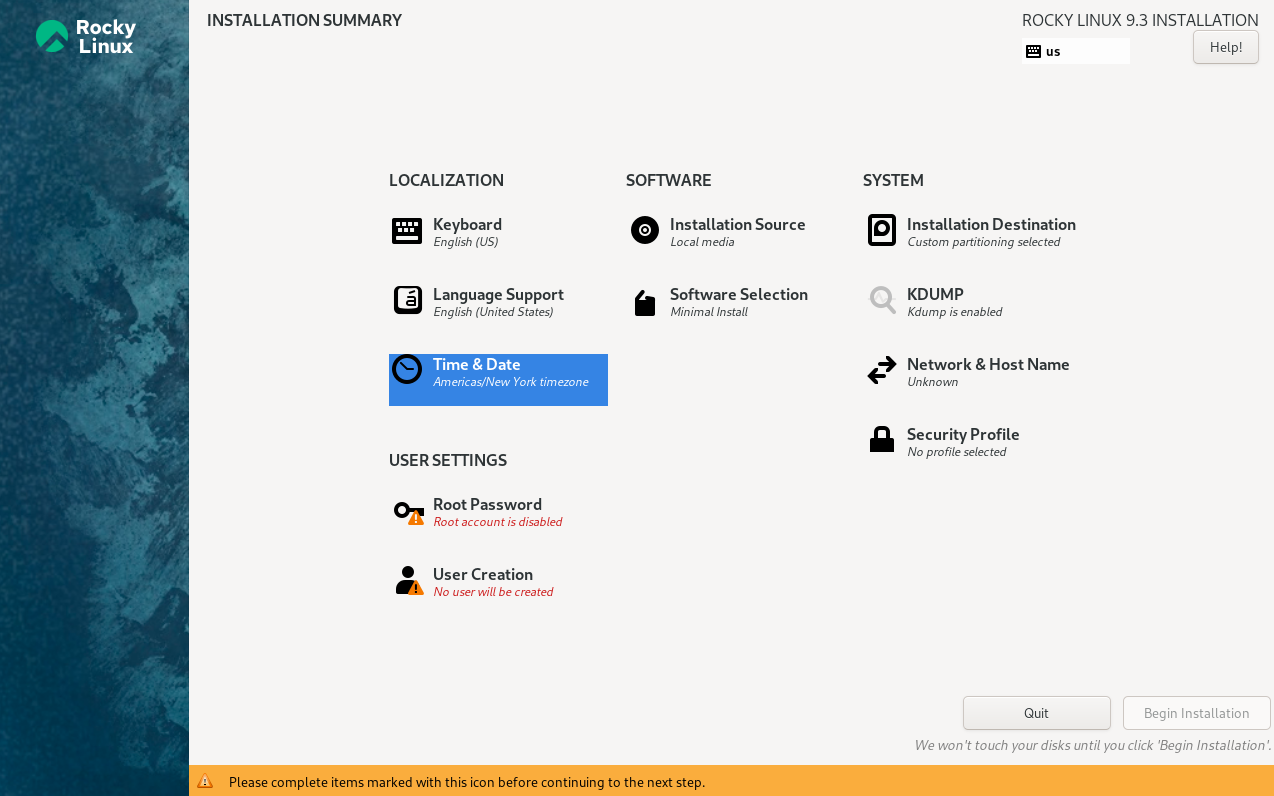 Rocky
Linux
INSTALLATION SUMMARY
ROCKY LINUX 9.3 INSTALLATION
us
Help!
LOCALIZATION
Keyboard
English (US)
Language Support
English (United States)
Time & Date
Americas/New York timezone
SOFTWARE
Installation Source
Local media
Software Selection
Minimal Install
SYSTEM
Installation Destination
Custom partitioning selected
KDUMP
Kdump is enabled
Network & Host Name
Unknown
Security Profile
No profile selected
USER SETTINGS
Root Password
Root account is disabled
User Creation
No user will be created
Quit
Begin Installation
We won't touch your disks until you click 'Begin Installation'.
Please complete items marked with this icon before continuing to the next step.